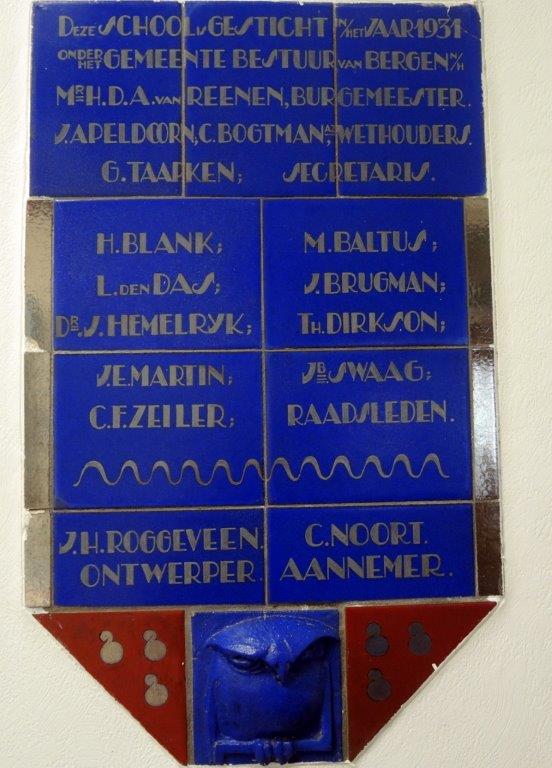 DEZE SCHOOL IS GESTICHT IN HET JAAR 1931
ONDER HET GEMEENTE BESTUUR VAN BERGEN N/H
MR H.D.A. VAN REENEN, BURGEMEESTER.
J. APELDOORN, C. BOGTMAN, AZ WETHOUDERS.
G. TAAPKEN; SECRETARIS.
H. BLANK; M. BALTUS;
L. DEN DAS; J. BRUGMAN;
DR. J. HEMELRYK; TH. DIRKSON;
J.E. MARTIN; JB SWAAG;
C.F. ZEILER; RAADSLEDEN.
J.H. ROGGEVEEN. C. NOORT.
ONTWERPER. AANNEMER.